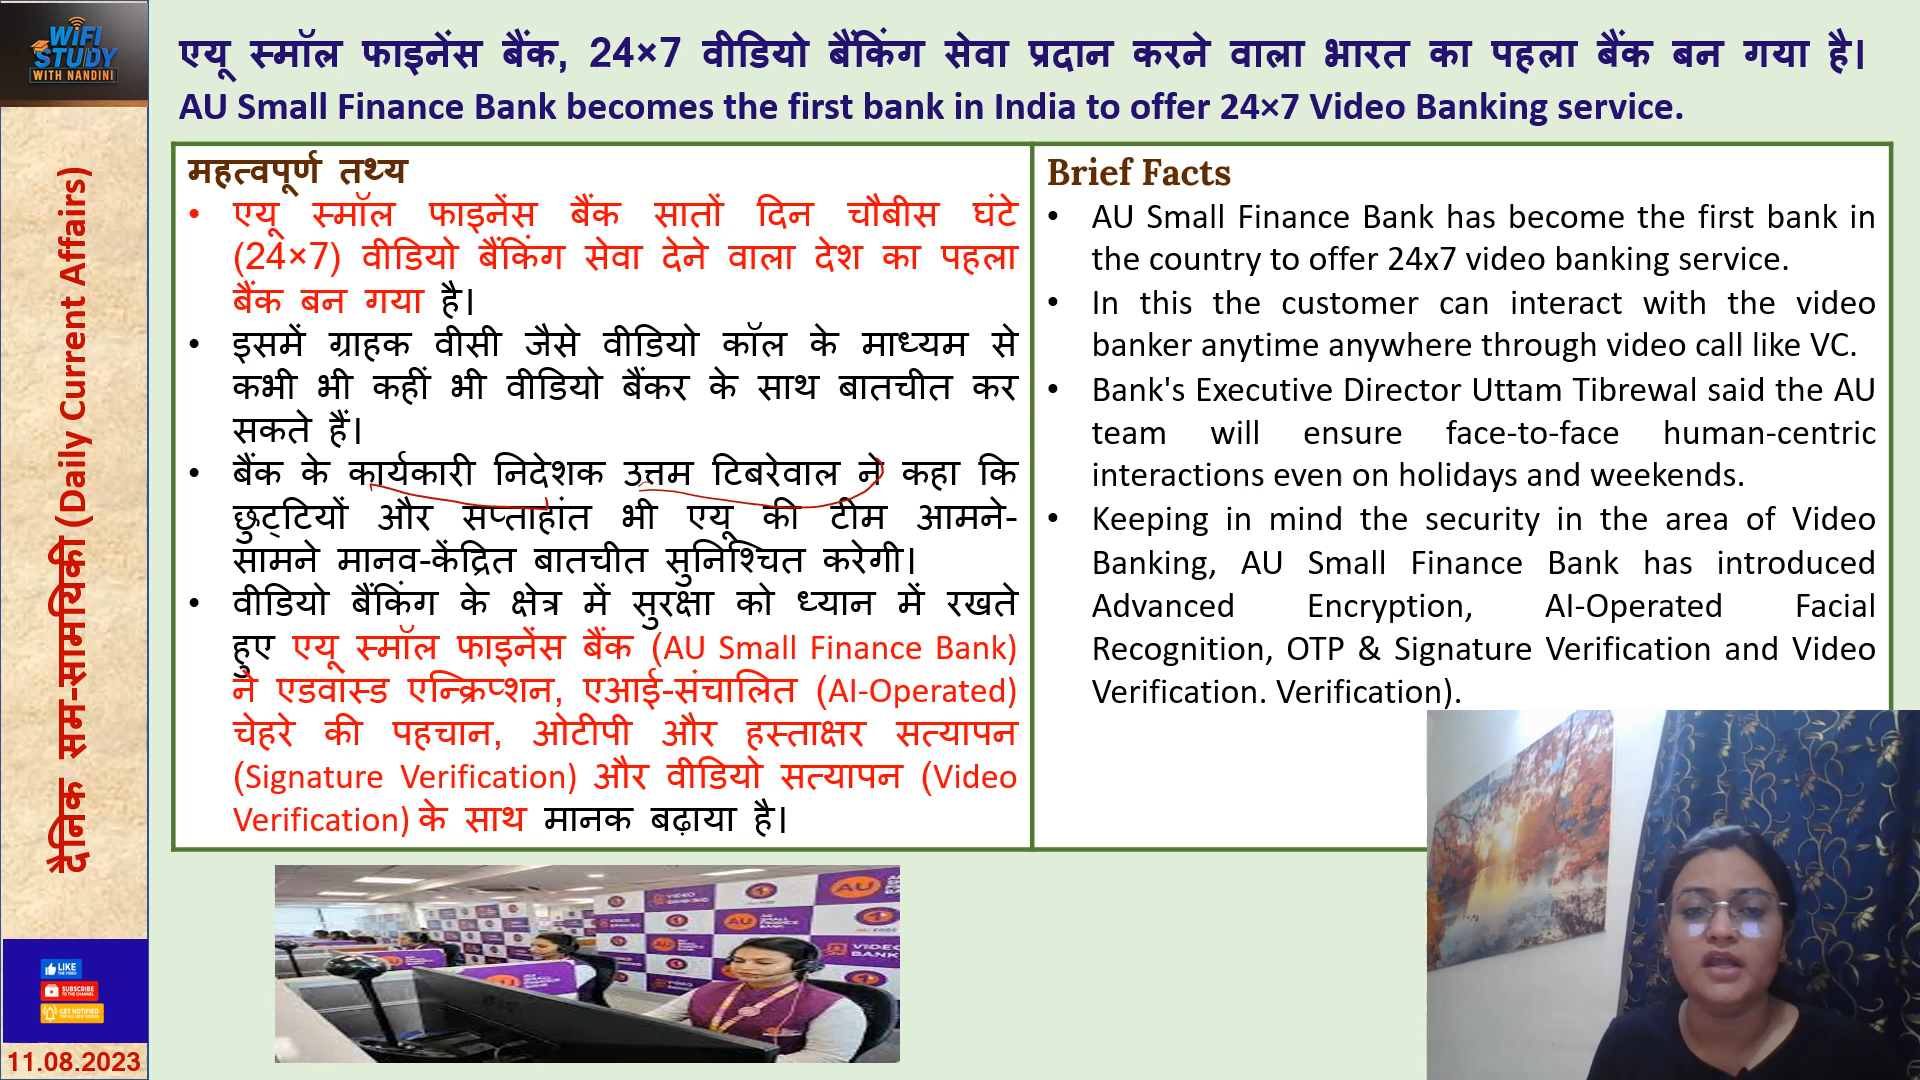 WiFi
STUDY
WITH NANDINI
एयू स्मॉल फाइनेंस बैंक, 24×7 वीडियो बैंकिंग सेवा प्रदान करने वाला भारत का पहला बैंक बन गया है।
AU Small Finance Bank becomes the first bank in India to offer 24×7 Video Banking service.
दैनिक सम-सामयिकी (Daily Current Affairs)
महत्वपूर्ण तथ्य
• एयू स्मॉल फाइनेंस बैंक सातों दिन चौबीस घंटे
(24×7) वीडियो बैंकिंग सेवा देने वाला देश का पहला
बैंक बन गया है।
• इसमें ग्राहक वीसी जैसे वीडियो कॉल के माध्यम से
कभी भी कहीं भी वीडियो बैंकर के साथ बातचीत कर
सकते हैं।
• बैंक के कार्यकारी निदेशक उत्तम टिबरेवाल ने कहा कि
छुट्टियों और सप्ताहांत भी एयू की टीम आमने-
सामने मानव-केंद्रित बातचीत सुनिश्चित करेगी।
• वीडियो बैंकिंग के क्षेत्र में सुरक्षा को ध्यान में रखते
हुए एयू स्मॉल फाइनेंस बैंक (AU Small Finance Bank)
ने एडवांस्ड एन्क्रिप्शन, एआई-संचालित (AI-Operated)
चेहरे की पहचान, ओटीपी और हस्ताक्षर सत्यापन
(Signature Verification) और वीडियो सत्यापन (Video
Verification) के साथ मानक बढ़ाया है।
Brief Facts
• AU Small Finance Bank has become the first bank in
the country to offer 24x7 video banking service.
• In this the customer can interact with the video
banker anytime anywhere through video call like VC.
• Bank's Executive Director Uttam Tibrewal said the AU
team will ensure face-to-face human-centric
interactions even on holidays and weekends.
• Keeping in mind the security in the area of Video
Banking, AU Small Finance Bank has introduced
Advanced Encryption, AI-Operated Facial
Recognition, OTP & Signature Verification and Video
Verification. Verification).
AU
AU
VIDEO
BANK
LIKE
THE VIDEO
SUBSCRIBE
TO THE CHANNEL
GET NOTIFIED
11.08.2023